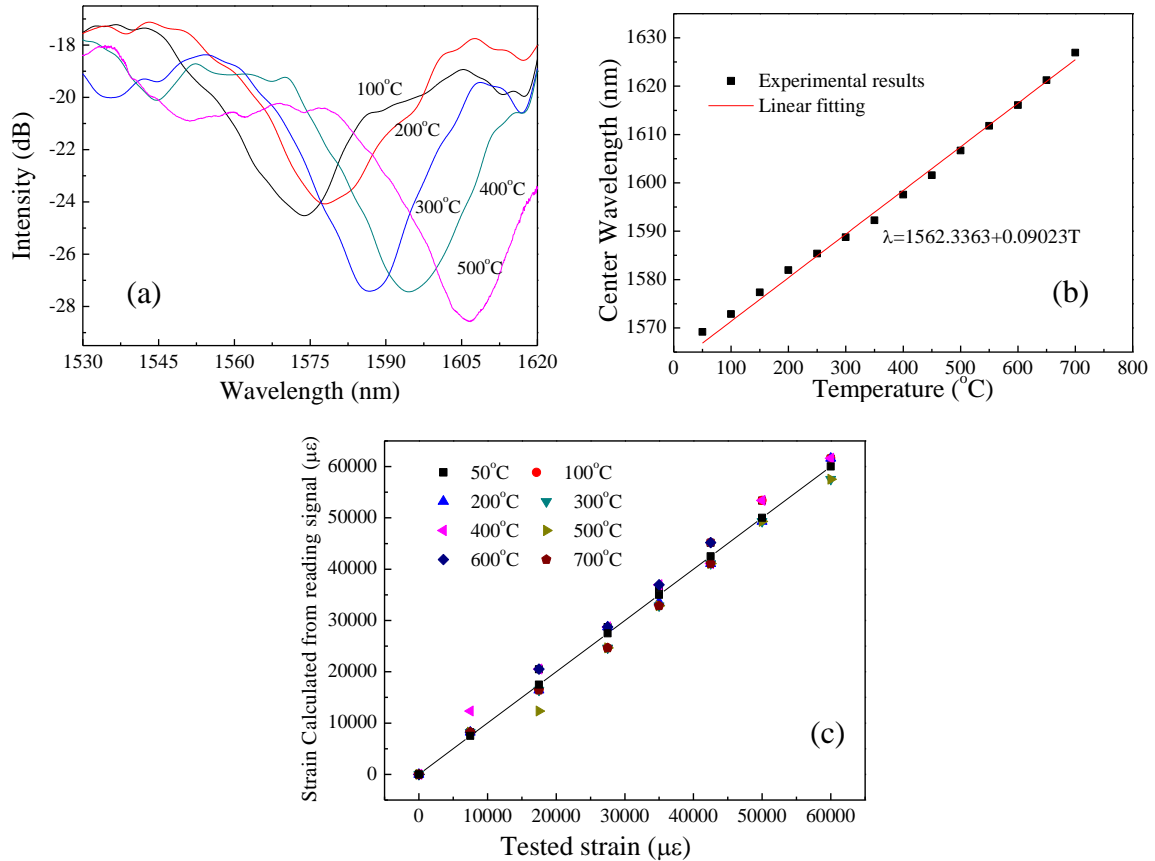 -18
-20
-22
-24
-26
-28
Intensity (dB)
1530 1545 1560 1575 1590 1605 1620
Wavelength (nm)
100°C
200°C
300°C
400°C
500°C
(a)
1630
1620
1610
1600
1590
1580
1570
Center Wavelength (nm)
0 100 200 300 400 500 600 700 800
Temperature (°C)
Experimental results
Linear fitting
λ=1562.3363+0.09023T
(b)
60000
50000
40000
30000
20000
10000
0
Strain Calculated from reading signal (με)
0 10000 20000 30000 40000 50000 60000
Tested strain (με)
50°C 100°C
200°C 300°C
400°C 500°C
600°C 700°C
(c)